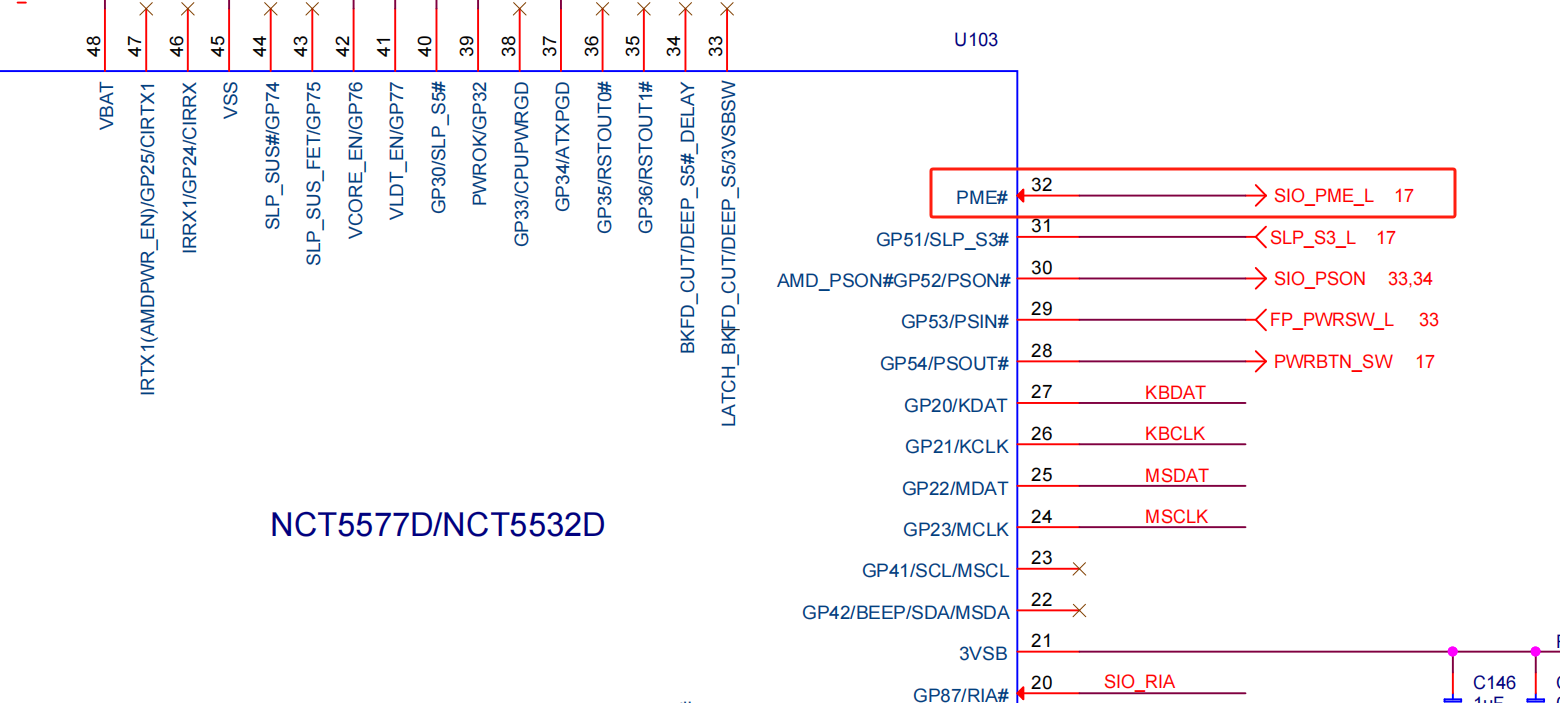 U103
48
47
46
45
44
43
42
41
40
39
38
37
36
35
34
33
VBAT
IRTX1(AMDPWR_EN)/GP25/CIRTX1
IRRX1/GP24/CIRRX
VSS
SLP_SUS#/GP74
SLP_SUS_FET/GP75
VCORE_EN/GP76
VLDT_EN/GP77
GP30/SLP_S5#
PWROK/GP32
GP33/CPUPWRGD
GP34/ATXPGD
GP35/RSTOUT0#
GP36/RSTOUT1#
BKFD_CUT/DEEP_S5#_DELAY
LATCH_BKFD_CUT/DEEP_S5/3VSBSW
PME# 32 SIO_PME_L 17
GP51/SLP_S3# 31 SLP_S3_L 17
AMD_PSON#GP52/PSON# 30 SIO_PSON 33,34
GP53/PSIN# 29 FP_PWRSW_L 33
GP54/PSOUT# 28 PWRBTN_SW 17
GP20/KDAT 27 KBDAT
GP21/KCLK 26 KBCLK
GP22/MDAT 25 MSDAT
NCT5577D/NCT5532D
GP23/MCLK 24 MSCLK
GP41/SCL/MSCL 23
GP42/BEEP/SDA/MSDA 22
3VSB 21
GP87/RIA# 20 SIO_RIA
C146